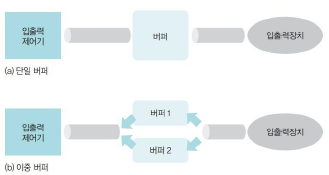 입출력
제어기
버퍼
입출력장치
(a) 단일 버퍼
입출력
제어기
버퍼 1
버퍼 2
입출력장치
(b) 이중 버퍼